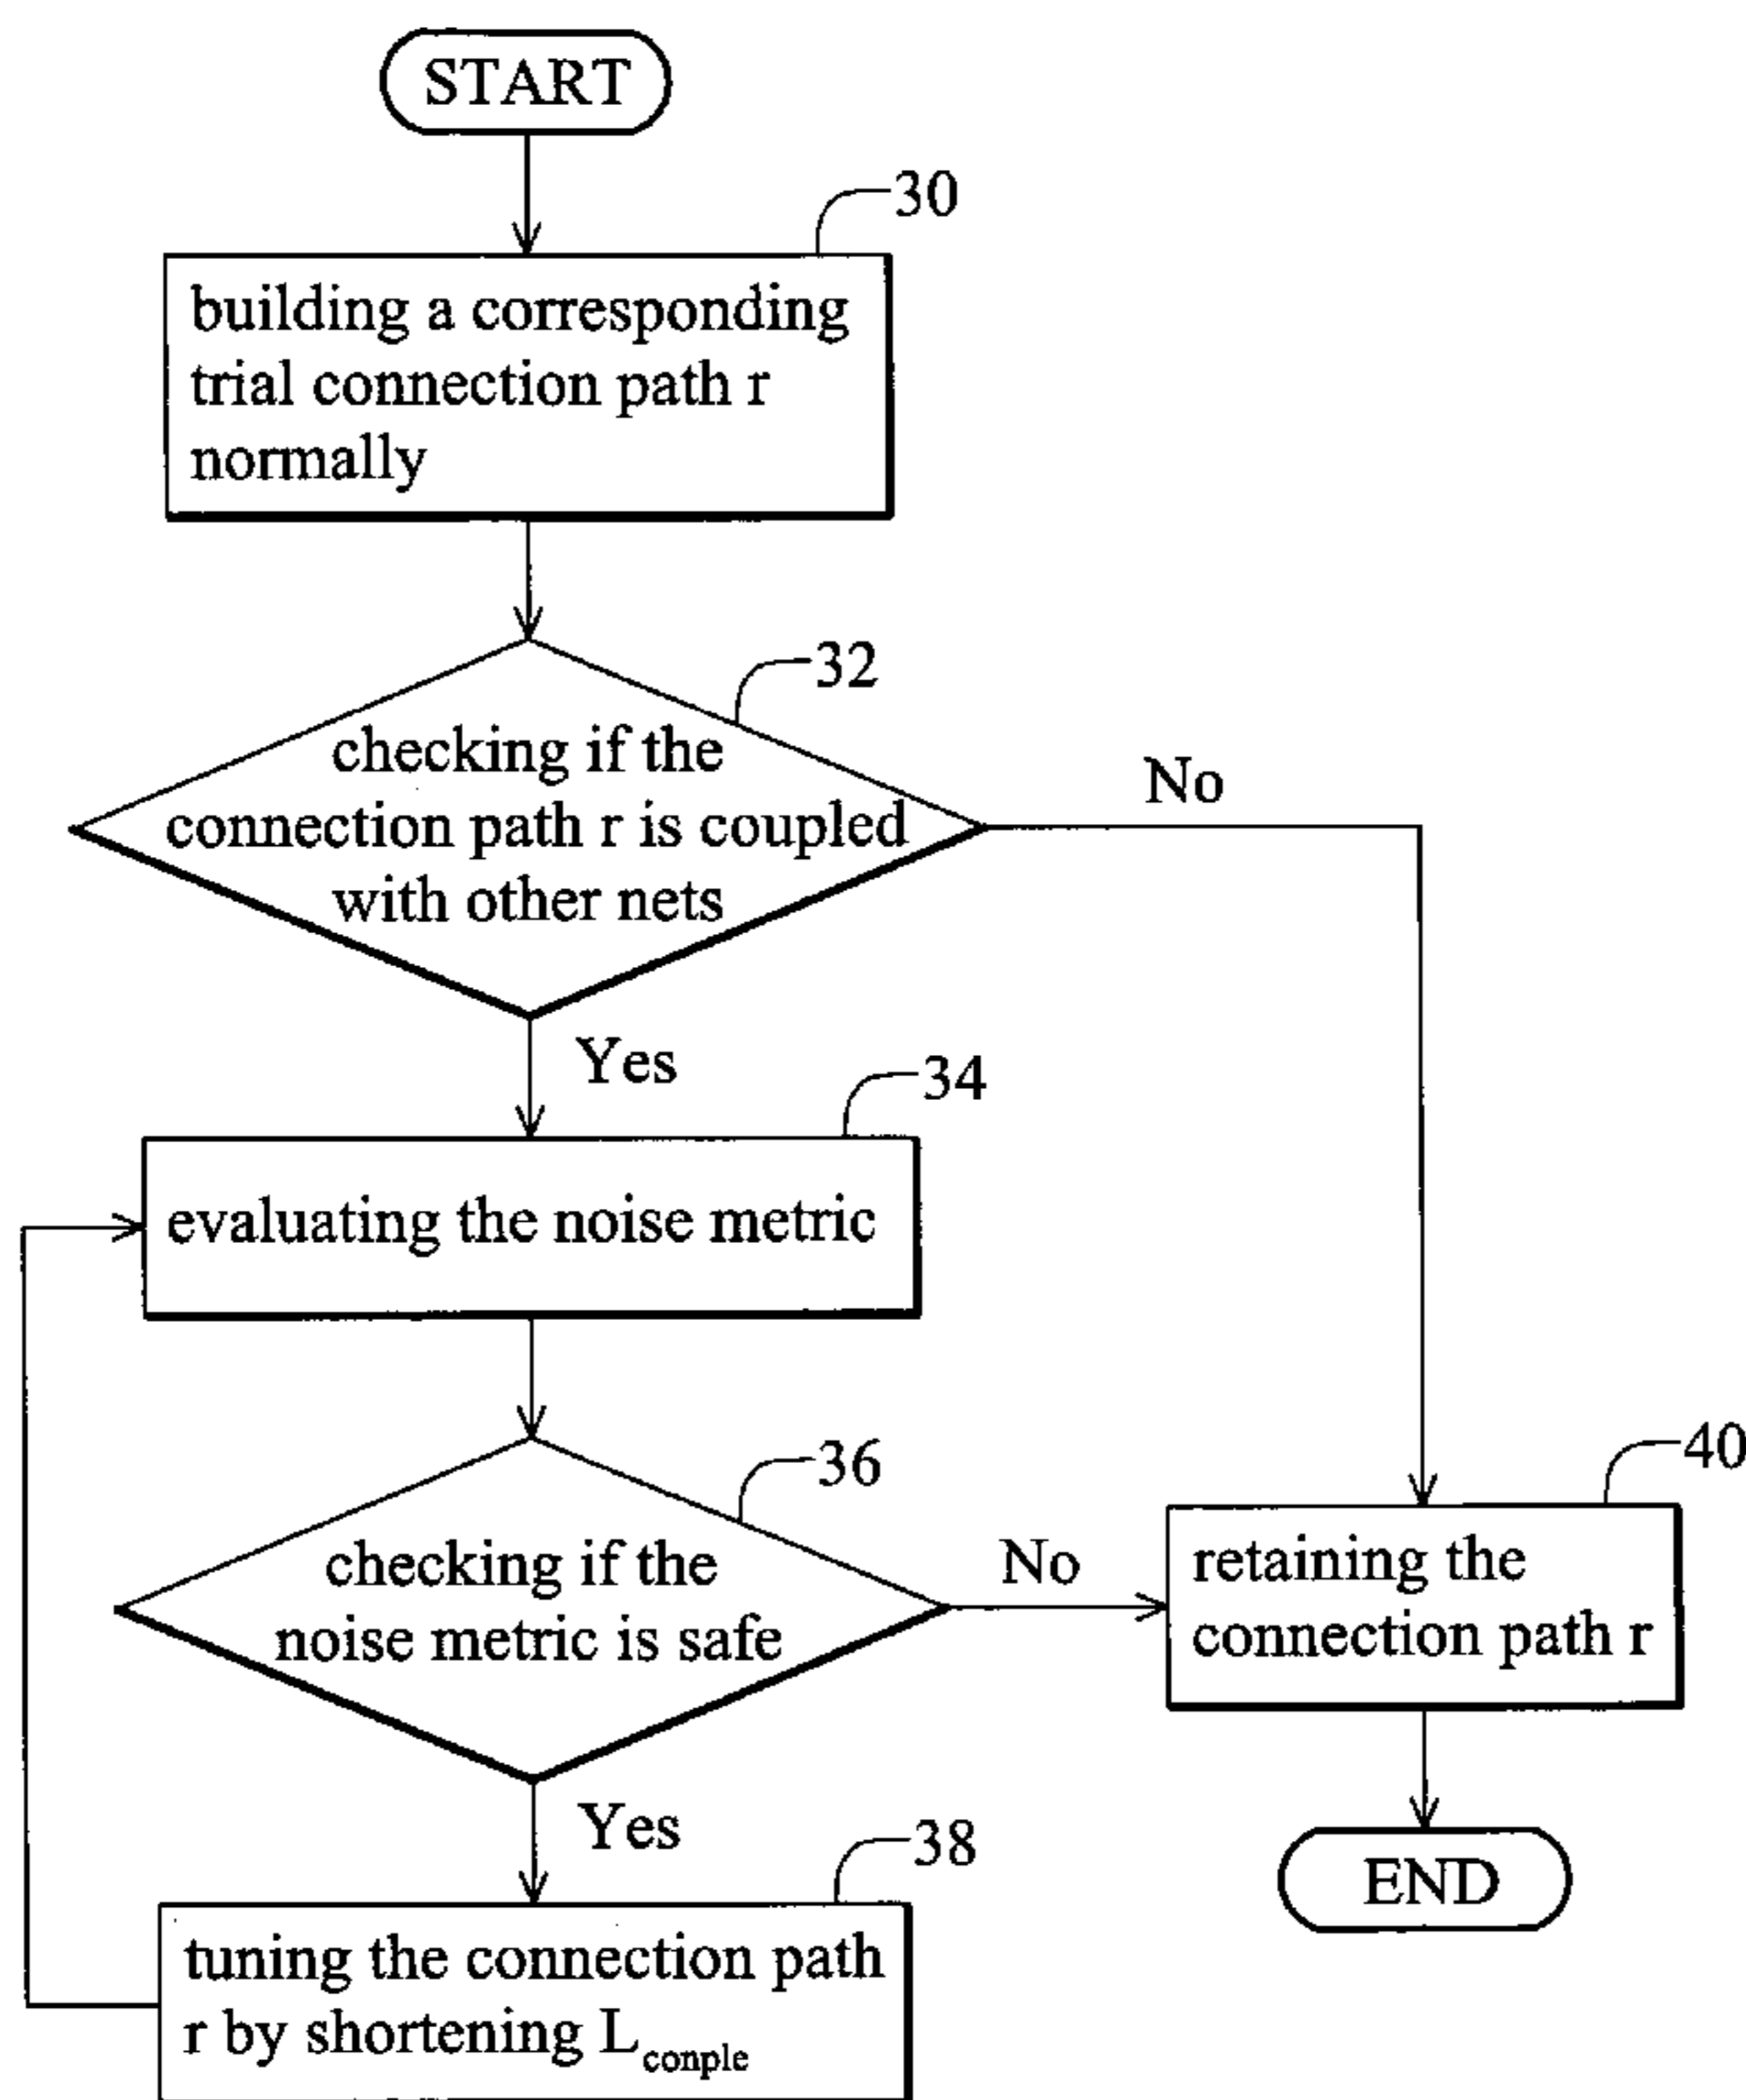 START
30
building a corresponding
trial connection path r
normally
32
checking if the
connection path r is coupled
with other nets
No
Yes
34
evaluating the noise metric
36
checking if the
noise metric is safe
No
40
retaining the
connection path r
Yes
38
tuning the connection path
r by shortening L_conple
END